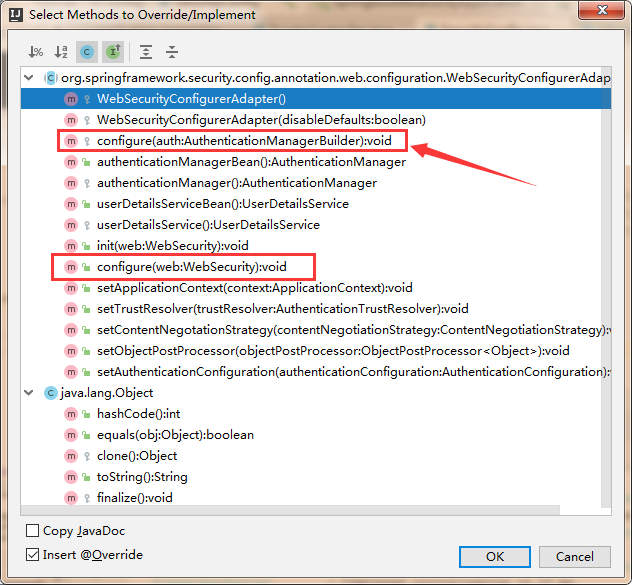 Select Methods to Override/Implement
org.springframework.security.config.annotation.web.configuration.WebSecurityConfigurerAdap
WebSecurityConfigurerAdapter()
WebSecurityConfigurerAdapter(disableDefaults:boolean)
configure(auth:AuthenticationManagerBuilder):void
authenticationManagerBean():AuthenticationManager
authenticationManager():AuthenticationManager
userDetailsServiceBean():UserDetailsService
userDetailsService():UserDetailsService
init(web:WebSecurity):void
configure(web:WebSecurity):void
setApplicationContext(context:ApplicationContext):void
setTrustResolver(trustResolver:AuthenticationTrustResolver):void
setContentNegotationStrategy(contentNegotiationStrategy:ContentNegotiationStrategy):v
setObjectPostProcessor(objectPostProcessor:ObjectPostProcessor<Object>):void
setAuthenticationConfiguration(authenticationConfiguration:AuthenticationConfiguration):
java.lang.Object
hashCode():int
equals(obj:Object):boolean
clone():Object
toString():String
finalize():void
Copy JavaDoc
Insert @Override
OK Cancel